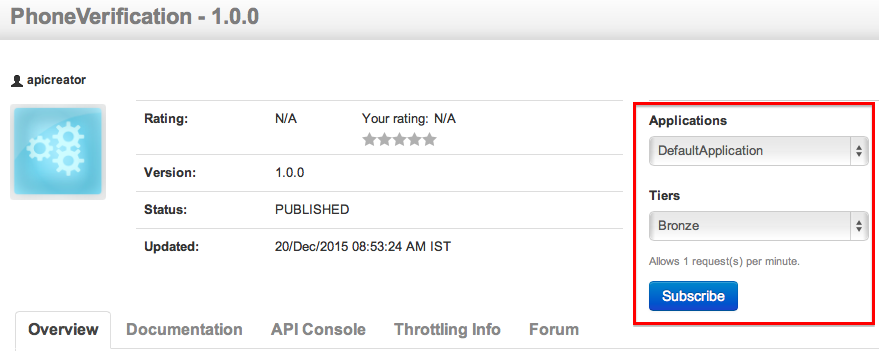 PhoneVerification - 1.0.0
apicreator
Rating: N/A Your rating: N/A
Version: 1.0.0
Status: PUBLISHED
Updated: 20/Dec/2015 08:53:24 AM IST
Applications
DefaultApplication
Tiers
Bronze
Allows 1 request(s) per minute.
Subscribe
Overview Documentation API Console Throttling Info Forum